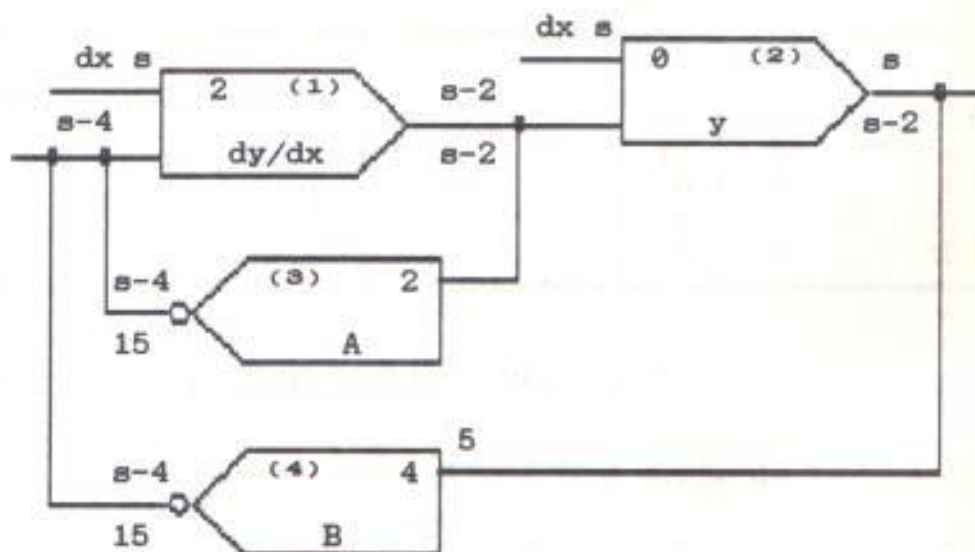 dx s
0 (2) s
dx s
2 (1) s-2
s-4
y
s-2
dy/dx
s-2
s-4 (3) 2
15
A
5
s-4 (4) 4
15
B